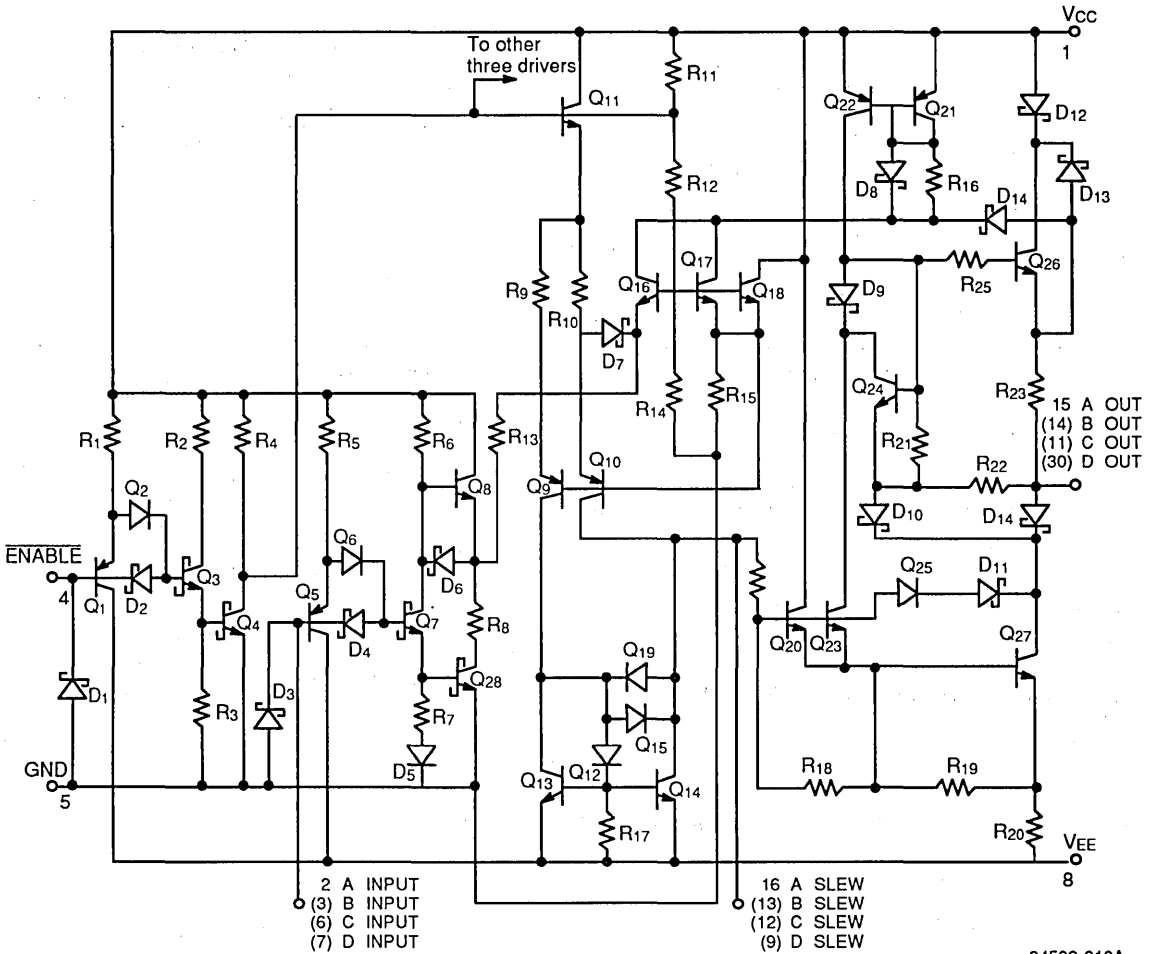 VCC
1
To other
three drivers
R11
Q11
Q22
Q21
D12
R12
D8
R16
D14
D13
Q17
Q16
Q18
Q26
R9
R10
R25
D9
D7
Q24
R23
R14
R15
R21
15 A OUT
(14) B OUT
(11) C OUT
(30) D OUT
R1
R2
R4
R5
R6
R13
Q10
R22
Q2
Q8
Q9
D10
D14
ENABLE
4
Q6
Q3
D6
Q25
D11
Q1
D2
Q5
Q4
D4
Q7
R8
Q20
Q23
Q27
Q19
Q28
D1
R3
D3
R7
Q15
GND
5
D5
Q13
Q12
Q14
R18
R19
R17
R20
VEE
8
2 A INPUT
(3) B INPUT
(6) C INPUT
(7) D INPUT
16 A SLEW
(13) B SLEW
(12) C SLEW
(9) D SLEW